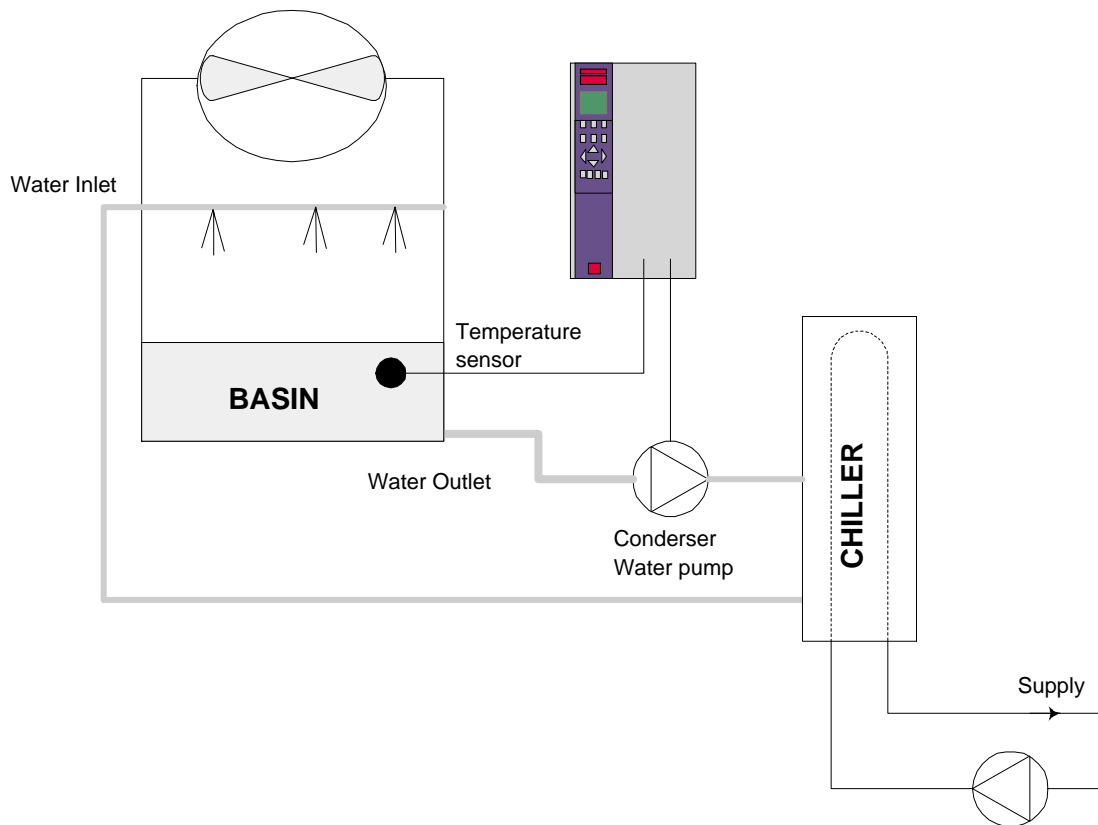 Water Inlet
Temperature
sensor
BASIN
Water Outlet
Conderser
Water pump
CHILLER
Supply